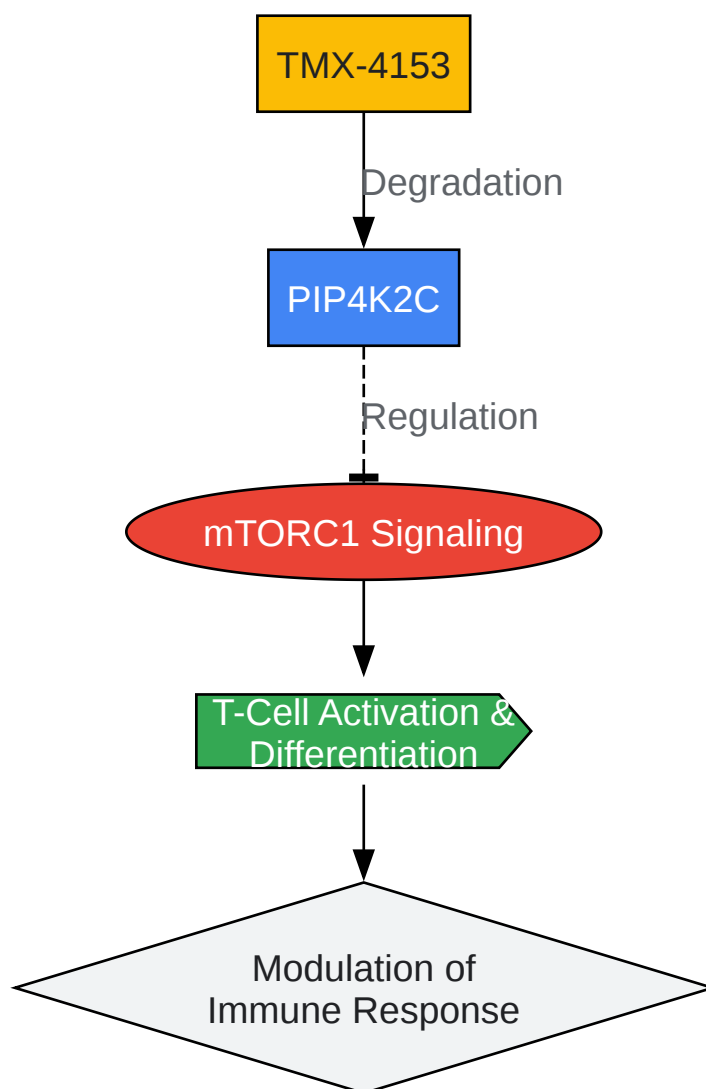 TMX-4153
Degradation
PIP4K2C
Regulation
mTORC1 Signaling
T-Cell Activation &
Differentiation
Modulation of
Immune Response